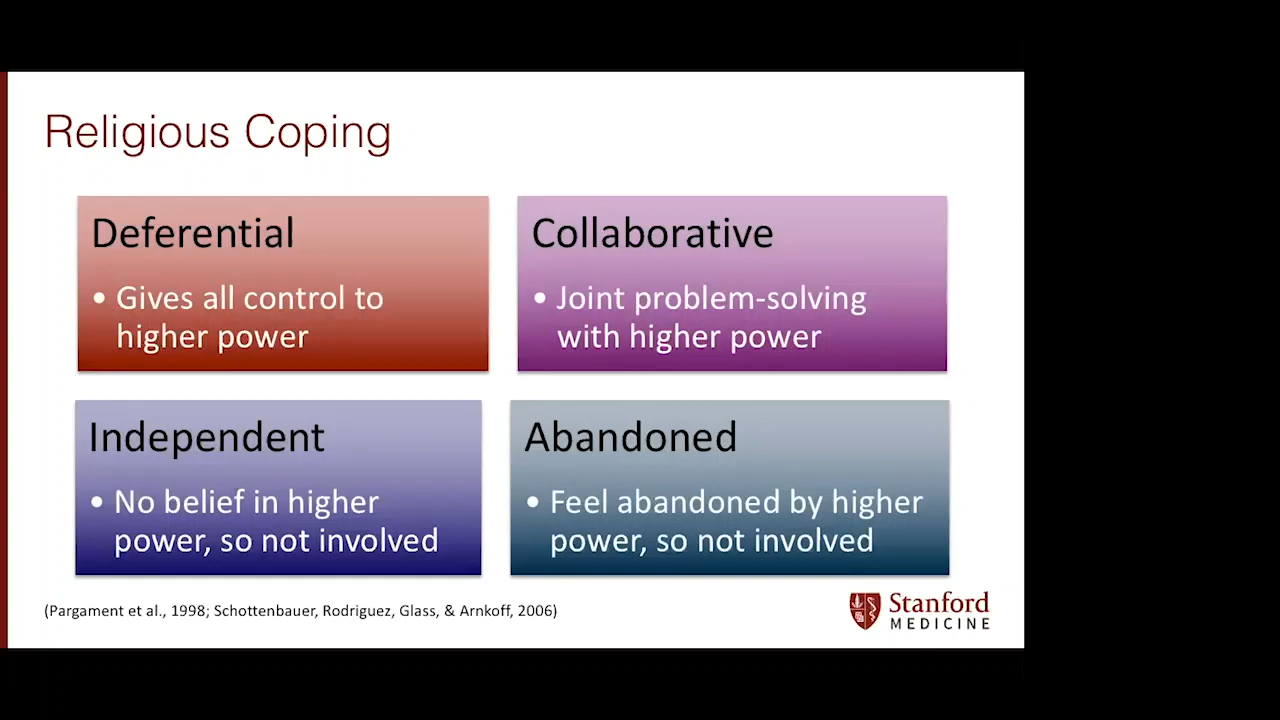 Religious Coping
Deferential
• Gives all control to
higher power
Collaborative
• Joint problem-solving
with higher power
Independent
• No belief in higher
power, so not involved
Abandoned
• Feel abandoned by higher
power, so not involved
(Pargament et al., 1998; Schottenbauer, Rodriguez, Glass, & Arnkoff, 2006)
Stanford
MEDICINE